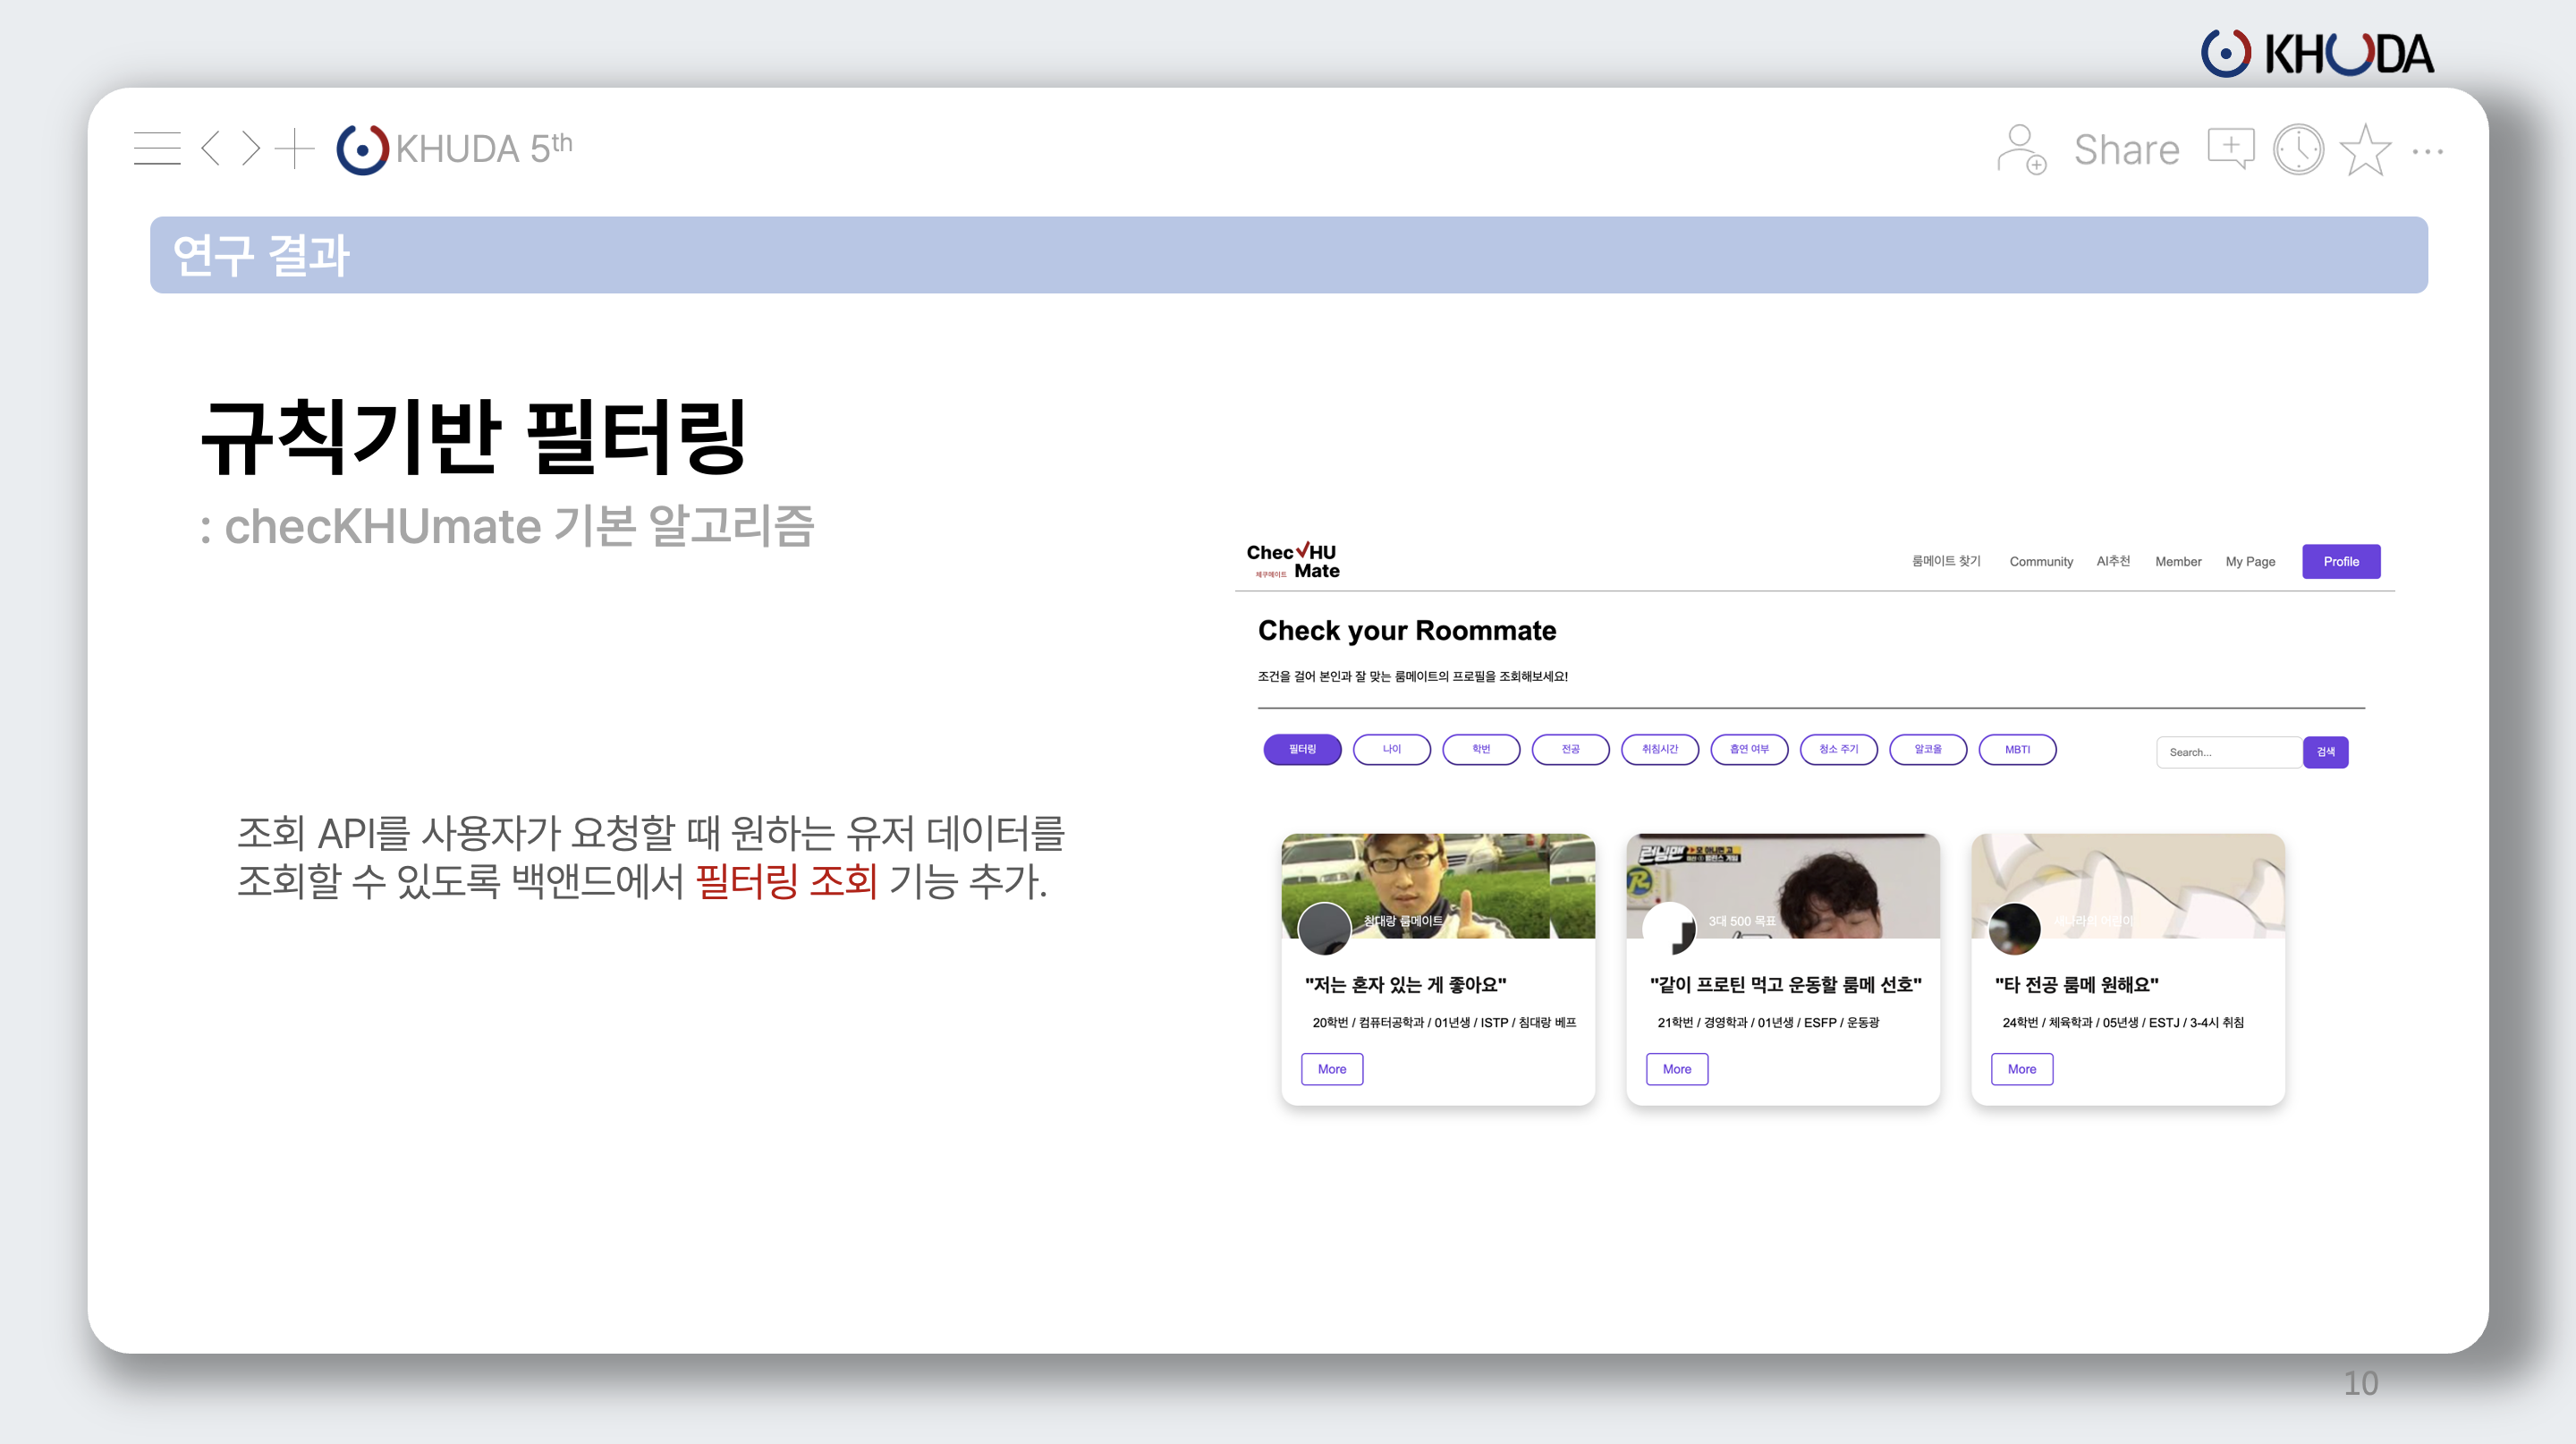 KHUDA
KHUDA 5th
Share
연구 결과
규칙기반 필터링
: checKHUmate 기본 알고리즘
조회 API를 사용자가 요청할 때 원하는 유저 데이터를
조회할 수 있도록 백앤드에서 필터링 조회 기능 추가.
Chec✓HU
체쿠메이트 Mate
룸메이트 찾기 Community AI추천 Member My Page Profile
Check your Roommate
조건을 걸어 본인과 잘 맞는 룸메이트의 프로필을 조회해보세요!
필터링 나이 학번 전공 취침시간 흡연 여부 청소 주기 알코올 MBTI Search... 검색
런닝맨
침대랑 룸메이트 3대 500 목표
"저는 혼자 있는 게 좋아요"
20학번 / 컴퓨터공학과 / 01년생 / ISTP / 침대랑 베프
More
"같이 프로틴 먹고 운동할 룸메 선호"
21학번 / 경영학과 / 01년생 / ESFP / 운동광
More
"타 전공 룸메 원해요"
24학번 / 체육학과 / 05년생 / ESTJ / 3-4시 취침
More
10